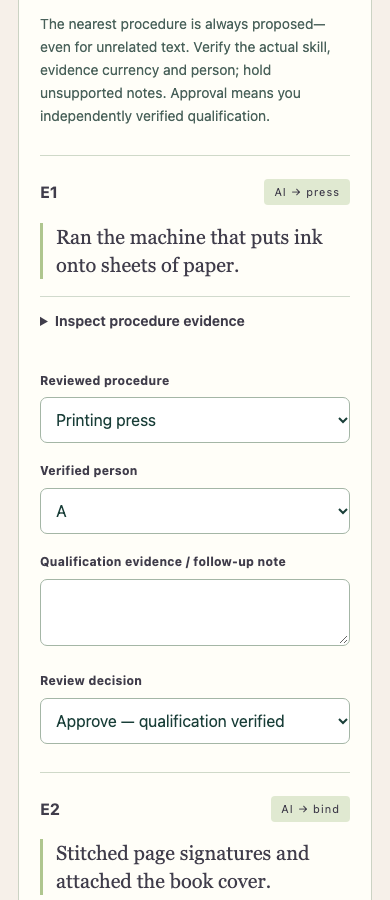 The nearest procedure is always proposed—
even for unrelated text. Verify the actual skill,
evidence currency and person; hold
unsupported notes. Approval means you
independently verified qualification.
E1
AI → press
Ran the machine that puts ink
onto sheets of paper.
Inspect procedure evidence
Reviewed procedure
Printing press
Verified person
A
Qualification evidence / follow-up note
Review decision
Approve — qualification verified
E2
AI → bind
Stitched page signatures and
attached the book cover.